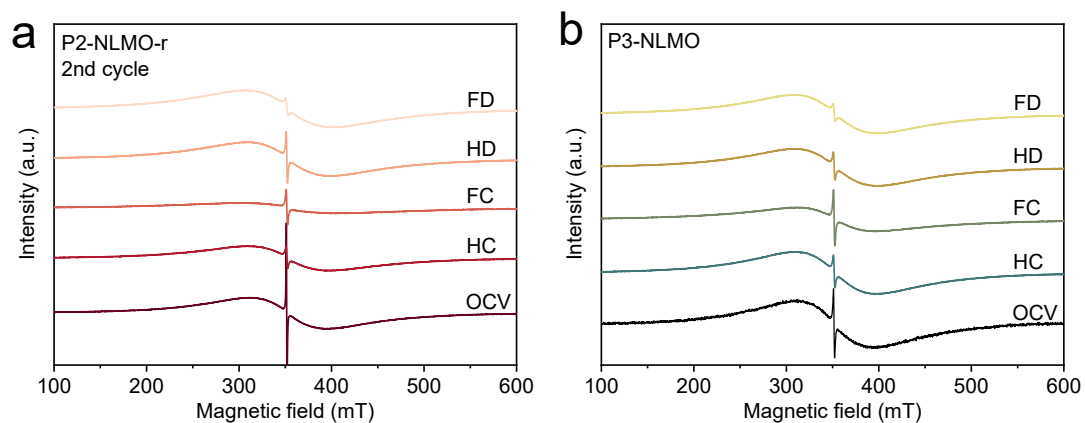 a
P2-NLMO-r
2nd cycle
FD
HD
FC
HC
OCV
Intensity (a.u.)
100 200 300 400 500 600
Magnetic field (mT)
b
P3-NLMO
FD
HD
FC
HC
OCV
Intensity (a.u.)
100 200 300 400 500 600
Magnetic field (mT)